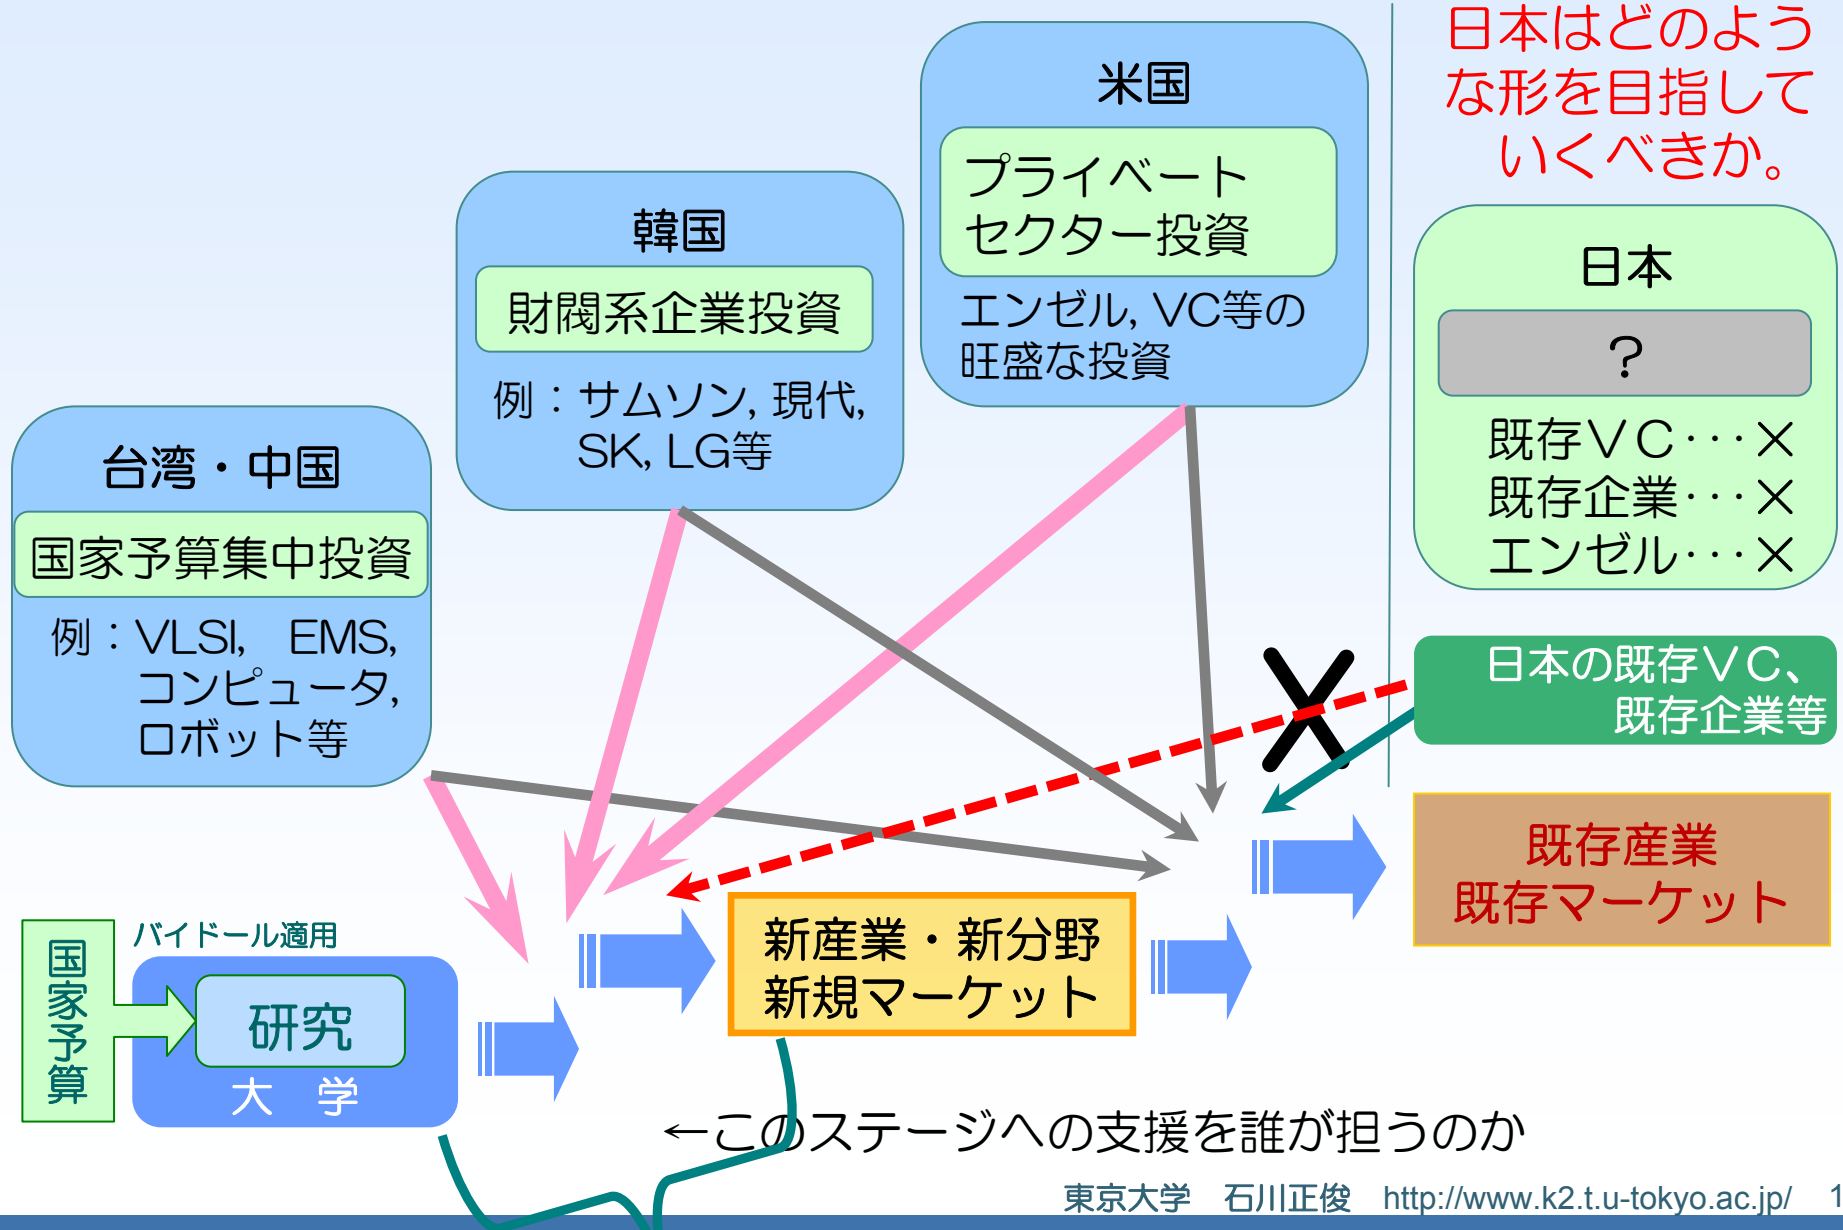 日本はどのよう
な形を目指して
いくべきか。
米国
プライベート
セクター投資
エンゼル, VC等の
旺盛な投資
韓国
財閥系企業投資
例：サムソン, 現代,
SK, LG等
台湾・中国
国家予算集中投資
例：VLSI,　EMS,
コンピュータ,
ロボット等
日本
？
既存ＶＣ･･･×
既存企業･･･×
エンゼル･･･×
日本の既存ＶＣ、
既存企業等
既存産業
既存マーケット
新産業・新分野
新規マーケット
バイドール適用
国家予算
研究
大　学
←このステージへの支援を誰が担うのか
東京大学　石川正俊　http://www.k2.t.u-tokyo.ac.jp/　1